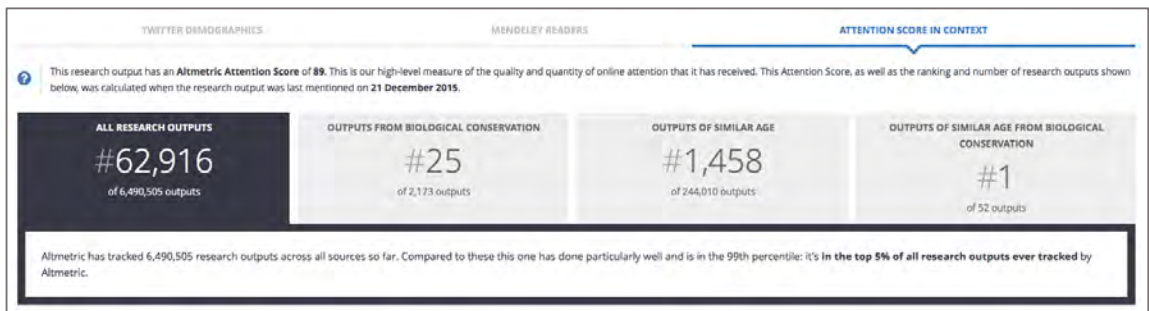 TWITTER DEMOGRAPHICS
MENDELEY READERS
ATTENTION SCORE IN CONTEXT
This research output has an Altmetric Attention Score of 89. This is our high-level measure of the quality and quantity of online attention that it has received. This Attention Score, as well as the ranking and number of research outputs shown
below, was calculated when the research output was last mentioned on 21 December 2015.
ALL RESEARCH OUTPUTS
#62,916
of 6,490,505 outputs
OUTPUTS FROM BIOLOGICAL CONSERVATION
#25
of 2,173 outputs
OUTPUTS OF SIMILAR AGE
#1,458
of 244,010 outputs
OUTPUTS OF SIMILAR AGE FROM BIOLOGICAL
CONSERVATION
#1
of 52 outputs
Altmetric has tracked 6,490,505 research outputs across all sources so far. Compared to these this one has done particularly well and is in the 99th percentile: it's in the top 5% of all research outputs ever tracked by
Altmetric.